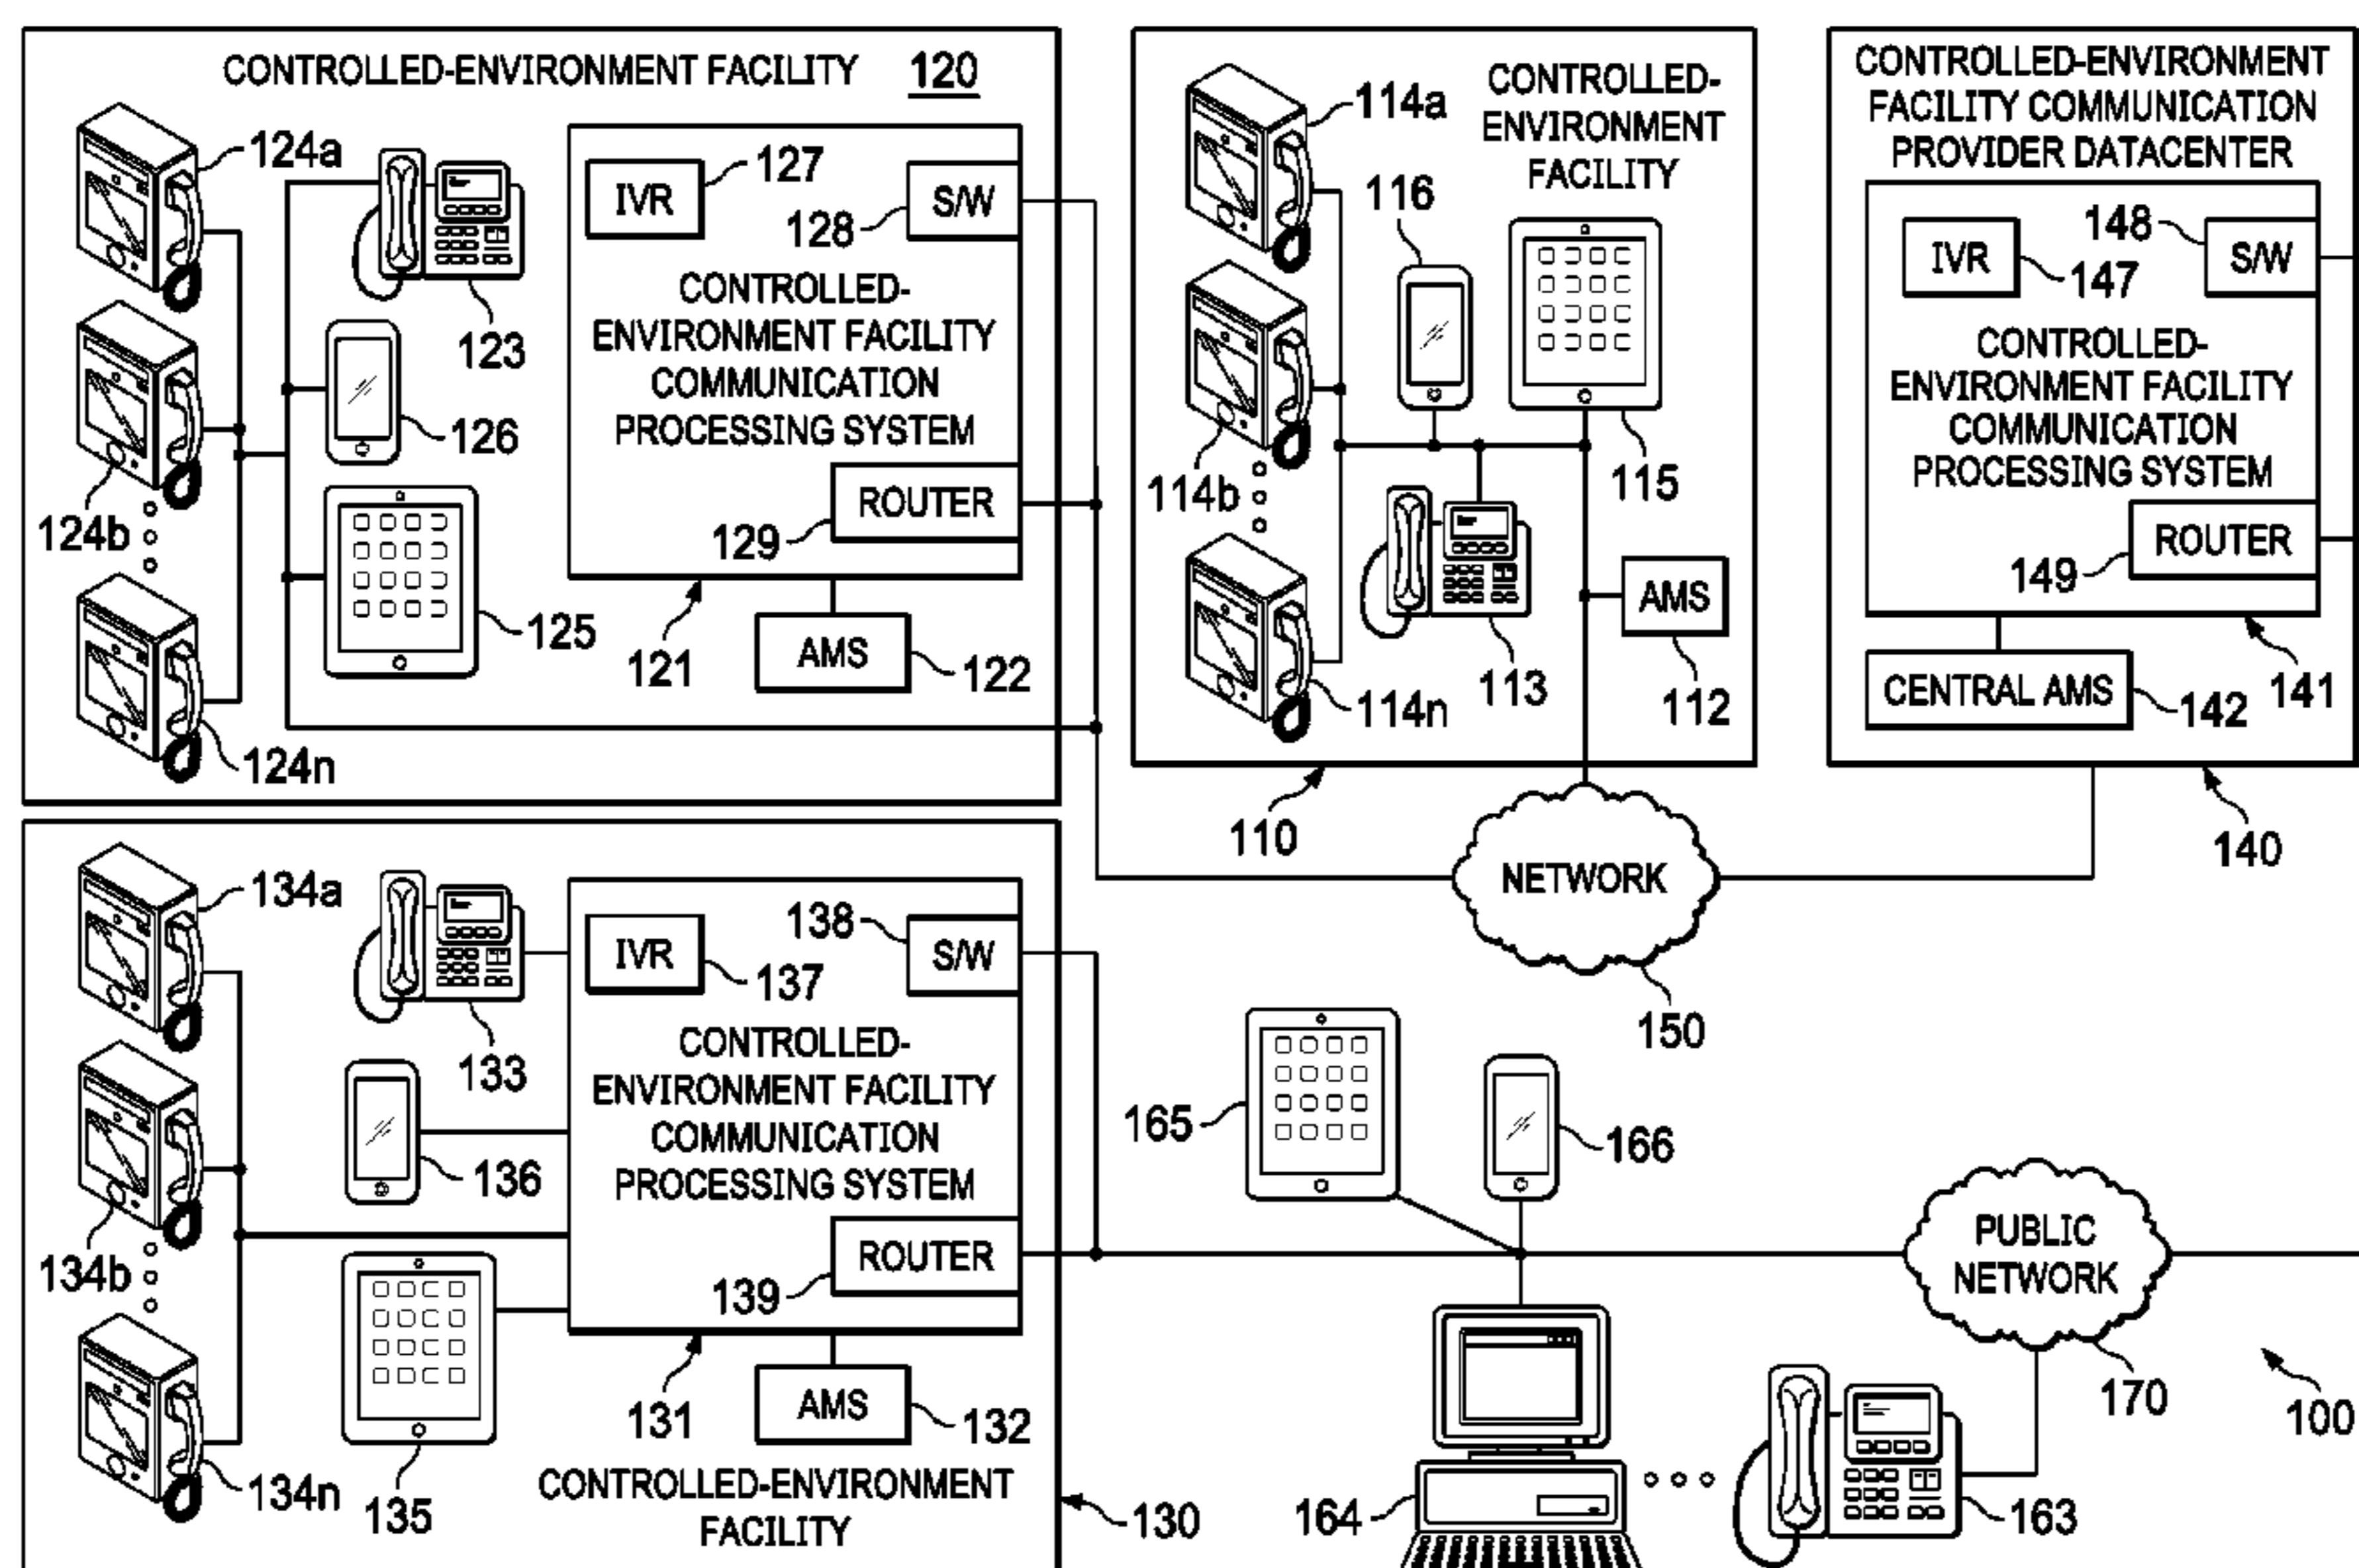 CONTROLLED-ENVIRONMENT FACILITY 120
124a
123
127
IVR
128
S/W
CONTROLLED-
ENVIRONMENT FACILITY
COMMUNICATION
PROCESSING SYSTEM
126
124b
129
ROUTER
125
121
AMS
122
124n
CONTROLLED-
ENVIRONMENT
FACILITY
114a
116
115
114b
113
AMS
112
114n
110
CONTROLLED-ENVIRONMENT
FACILITY COMMUNICATION
PROVIDER DATACENTER
148
IVR
147
S/W
CONTROLLED-
ENVIRONMENT FACILITY
COMMUNICATION
PROCESSING SYSTEM
ROUTER
149
141
CENTRAL AMS
142
140
NETWORK
150
134a
133
138
IVR
137
S/W
CONTROLLED-
ENVIRONMENT FACILITY
COMMUNICATION
PROCESSING SYSTEM
136
134b
ROUTER
139
135
131
AMS
132
134n
CONTROLLED-ENVIRONMENT
FACILITY
130
165
166
PUBLIC
NETWORK
170
100
164
163